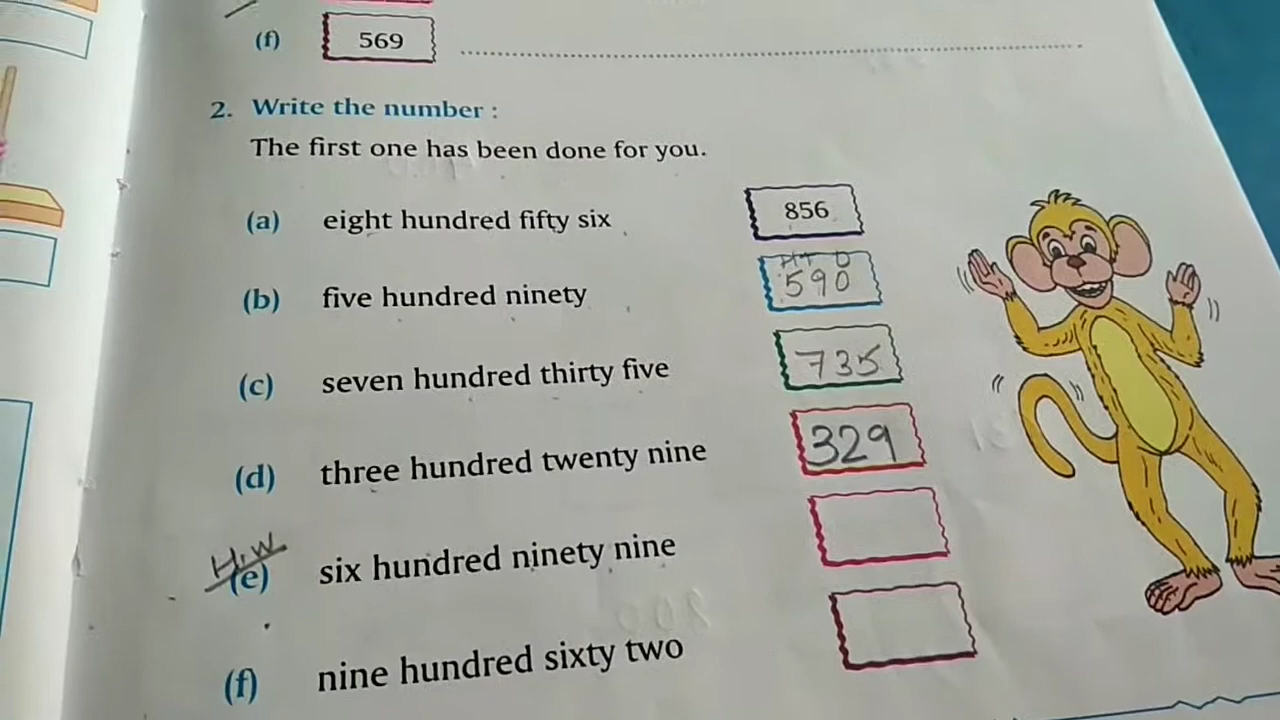 (f) 569
2. Write the number :
The first one has been done for you.
(a) eight hundred fifty six 856
H T O
(b) five hundred ninety 590
(c) seven hundred thirty five 735
(d) three hundred twenty nine 329
H.W
(e) six hundred ninety nine
(f) nine hundred sixty two